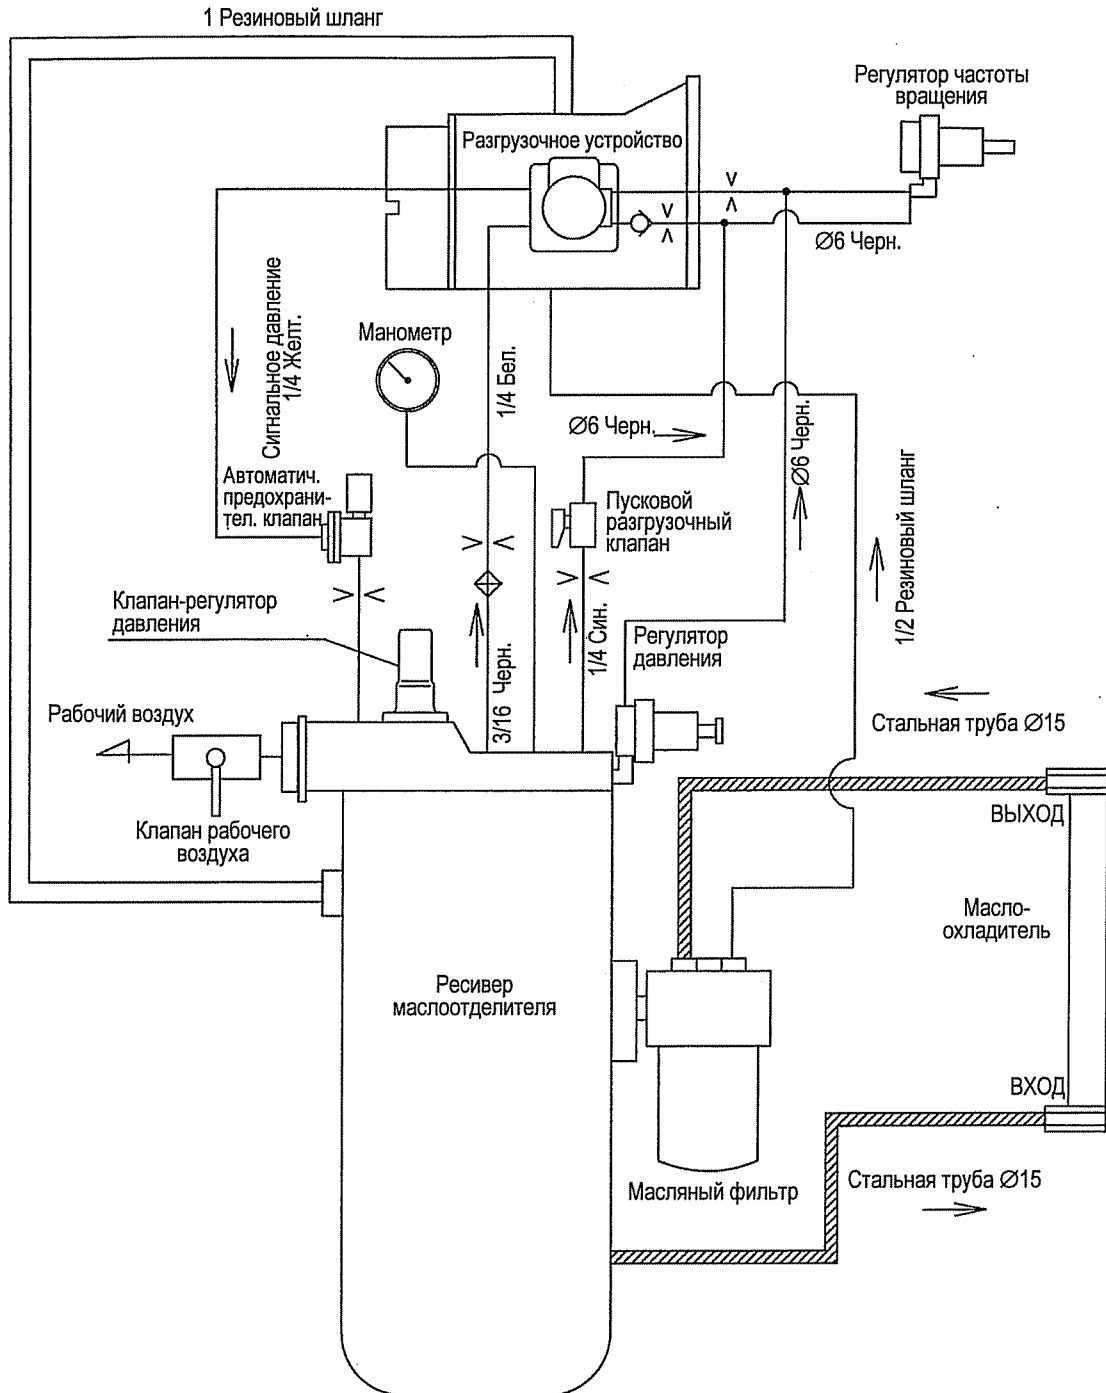 1 Резиновый шланг
Регулятор частоты
вращения
Разгрузочное устройство
Ø6 Черн.
Сигнальное давление
1/4 Желт.
Манометр
1/4 Бел.
Ø6 Черн.
Ø6 Черн.
1/2 Резиновый шланг
Автоматич.
предохрани-
тел. клапан
Пусковой
разгрузочный
клапан
Клапан-регулятор
давления
3/16 Черн.
1/4 Син.
Регулятор
давления
Рабочий воздух
Стальная труба Ø15
Клапан рабочего
воздуха
ВЫХОД
Масло-
охладитель
Ресивер
маслоотделителя
ВХОД
Масляный фильтр
Стальная труба Ø15